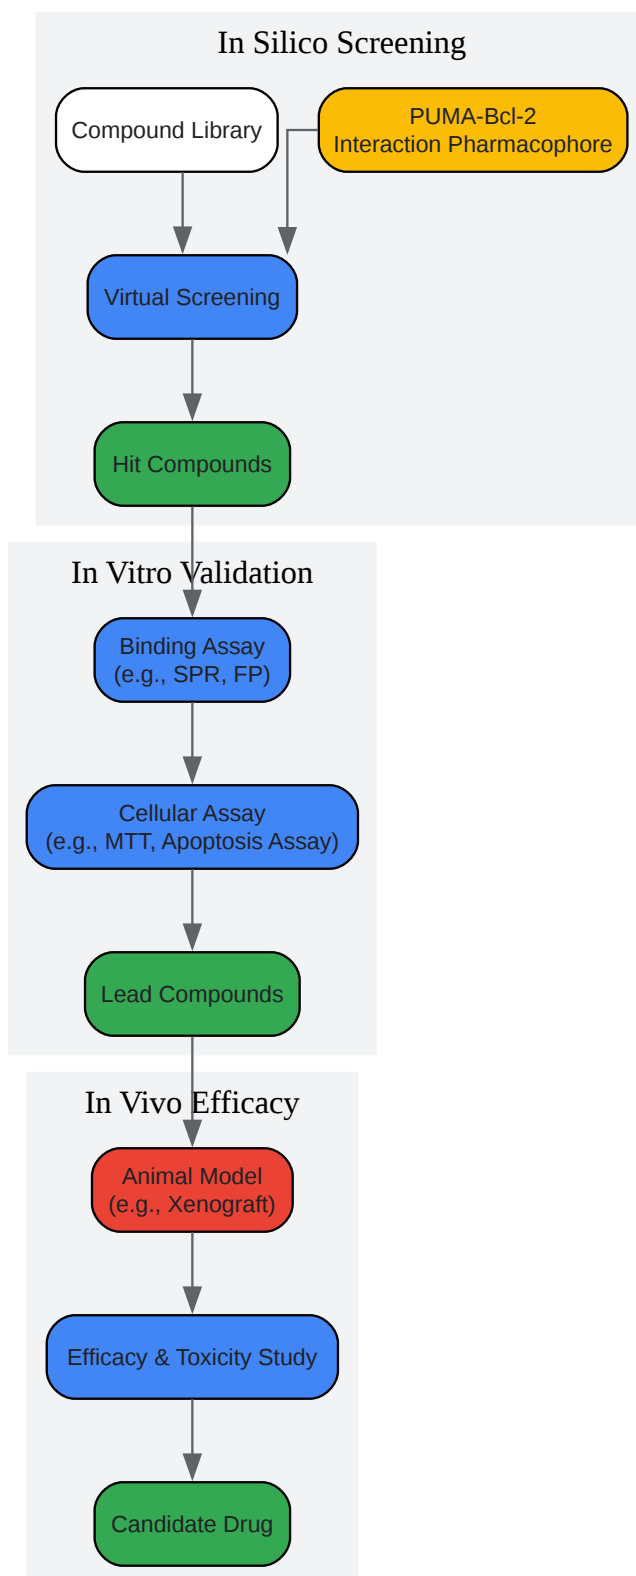 In Silico Screening
Compound Library
PUMA-Bcl-2
Interaction Pharmacophore
Virtual Screening
Hit Compounds
In Vitro Validation
Binding Assay
(e.g., SPR, FP)
Cellular Assay
(e.g., MTT, Apoptosis Assay)
Lead Compounds
In Vivo Efficacy
Animal Model
(e.g., Xenograft)
Efficacy & Toxicity Study
Candidate Drug